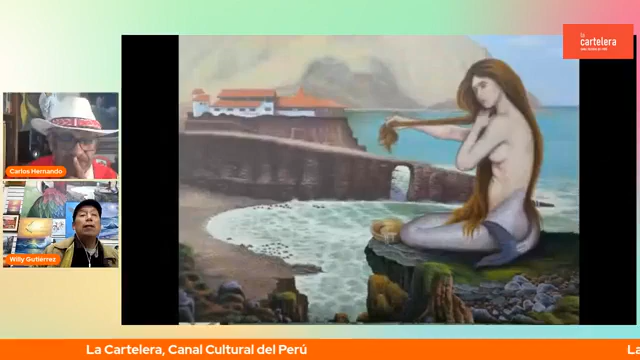 la
cartelera
Carlos Hernando
Willy Gutiérrez
La Cartelera, Canal Cultural del Perú
La